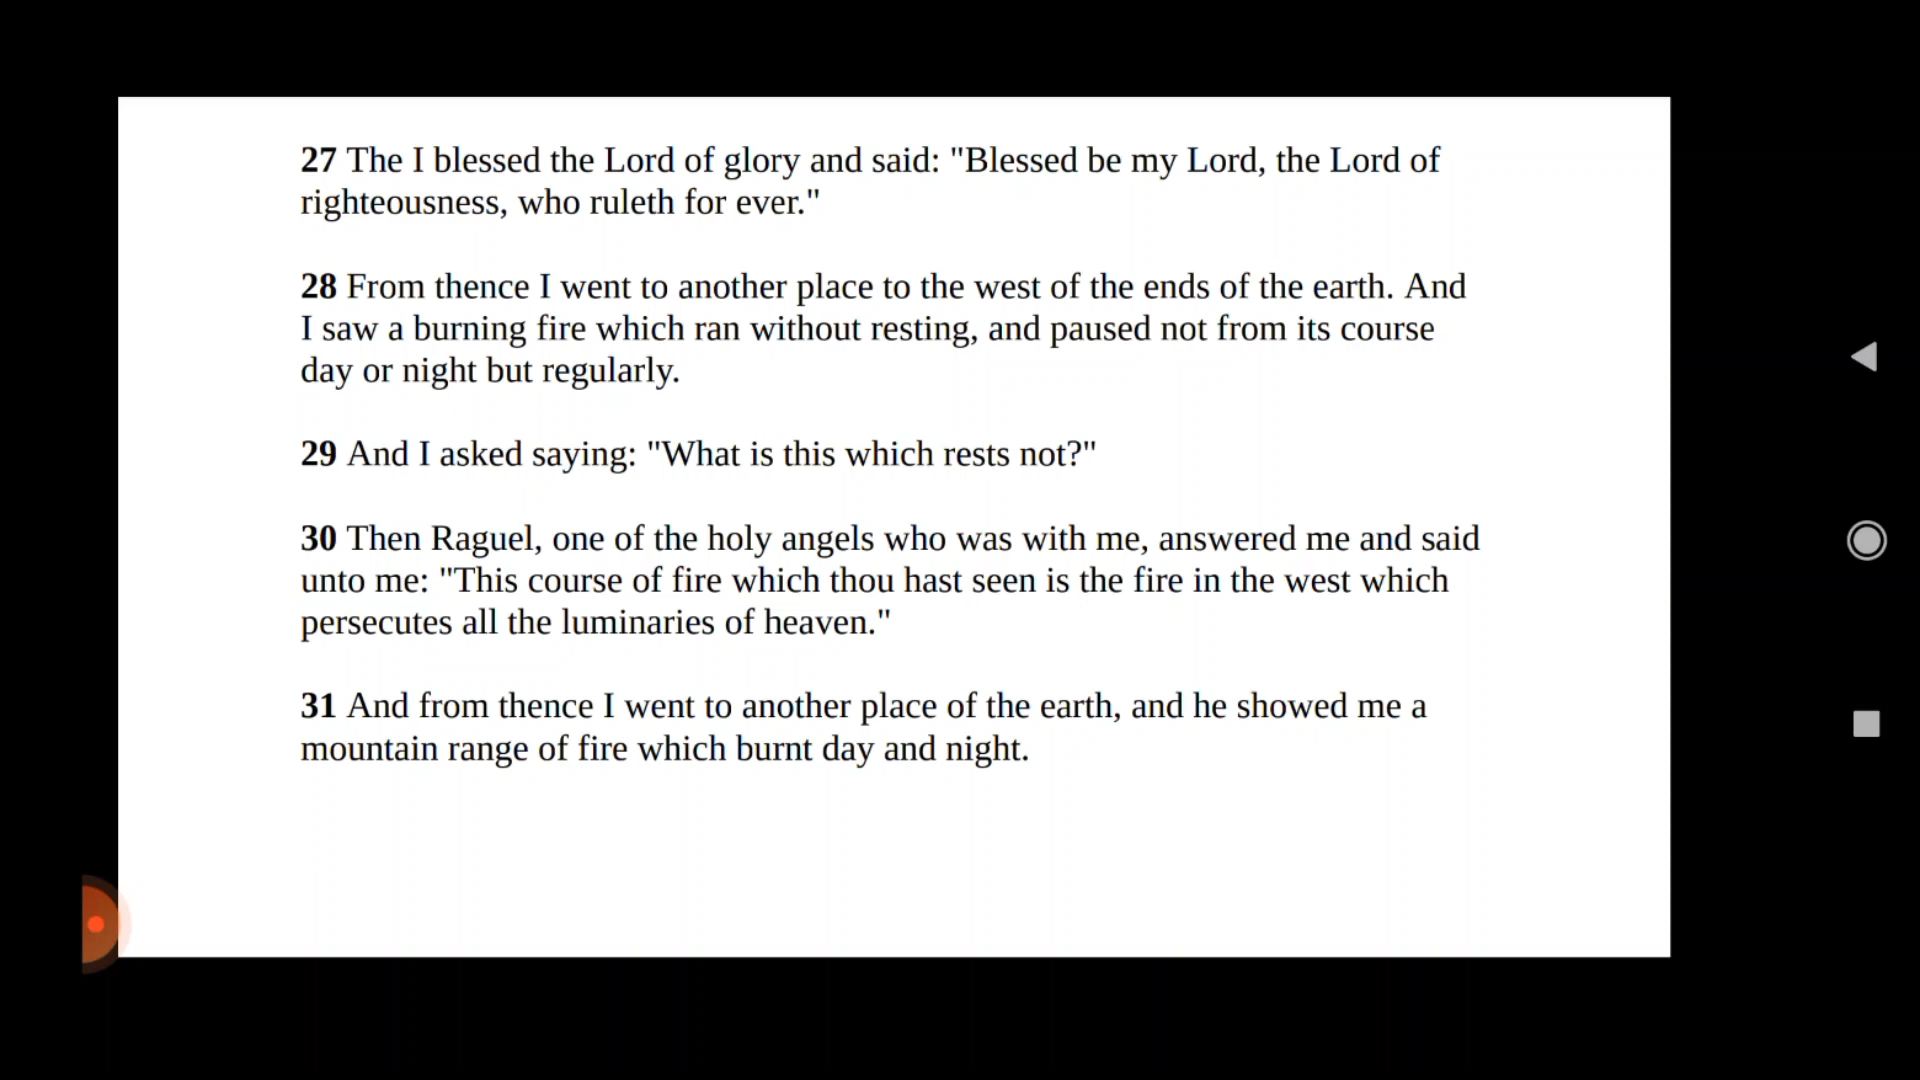 27 The I blessed the Lord of glory and said: "Blessed be my Lord, the Lord of
righteousness, who ruleth for ever."
28 From thence I went to another place to the west of the ends of the earth. And
I saw a burning fire which ran without resting, and paused not from its course
day or night but regularly.
29 And I asked saying: "What is this which rests not?"
30 Then Raguel, one of the holy angels who was with me, answered me and said
unto me: "This course of fire which thou hast seen is the fire in the west which
persecutes all the luminaries of heaven."
31 And from thence I went to another place of the earth, and he showed me a
mountain range of fire which burnt day and night.